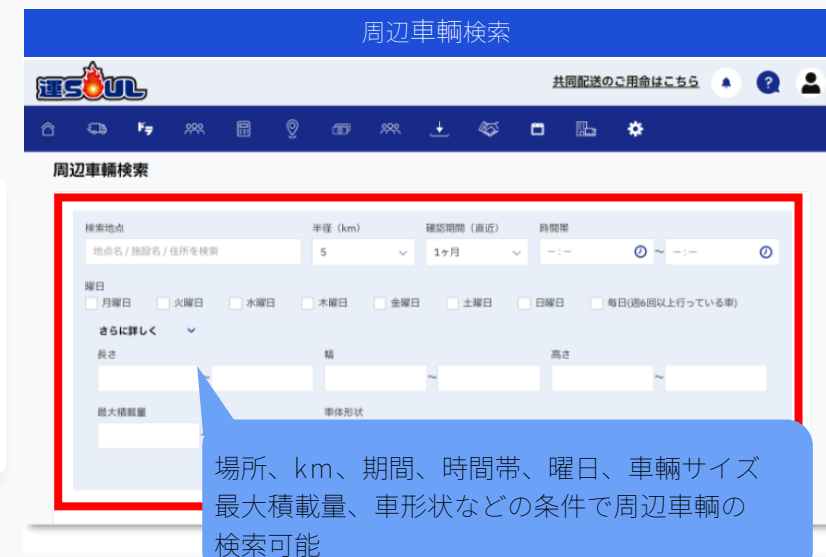 周辺車輌検索
運SOUL
共同配送のご用命はこちら
?
周辺車輛検索
検索地点 半径（km） 確認期間（直近） 時間帯
地点名 / 施設名 / 住所を検索 5 1ヶ月 −:− ~ −:−
曜日
月曜日 火曜日 水曜日 木曜日 金曜日 土曜日 日曜日 毎日(週6回以上行っている車)
さらに詳しく
長さ 幅 高さ
~ ~ ~
最大積載量 車体形状
場所、km、期間、時間帯、曜日、車輌サイズ
最大積載量、車形状などの条件で周辺車輌の
検索可能